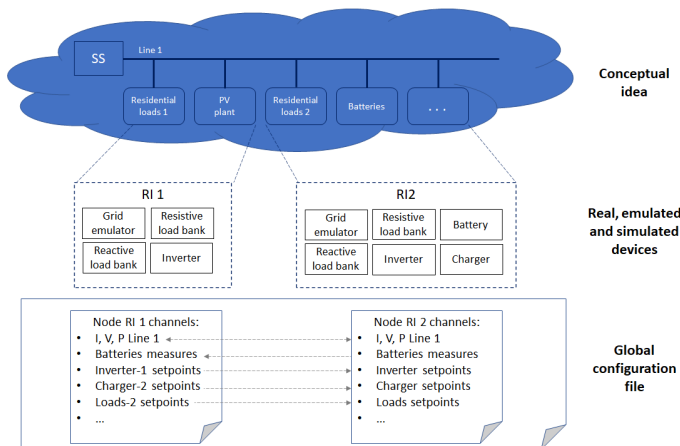 SS
Line 1
Residential
loads 1
PV
plant
Residential
loads 2
Batteries
. . .
Conceptual
idea
RI 1
Grid
emulator
Resistive
load bank
Reactive
load bank
Inverter
RI2
Grid
emulator
Resistive
load bank
Battery
Reactive
load bank
Inverter
Charger
Real, emulated
and simulated
devices
Node RI 1 channels:
• I, V, P Line 1
• Batteries measures
• Inverter-1 setpoints
• Charger-2 setpoints
• Loads-2 setpoints
• ...
Node RI 2 channels:
• I, V, P Line 1
• Batteries measures
• Inverter setpoints
• Charger setpoints
• Loads setpoints
• ...
Global
configuration
file